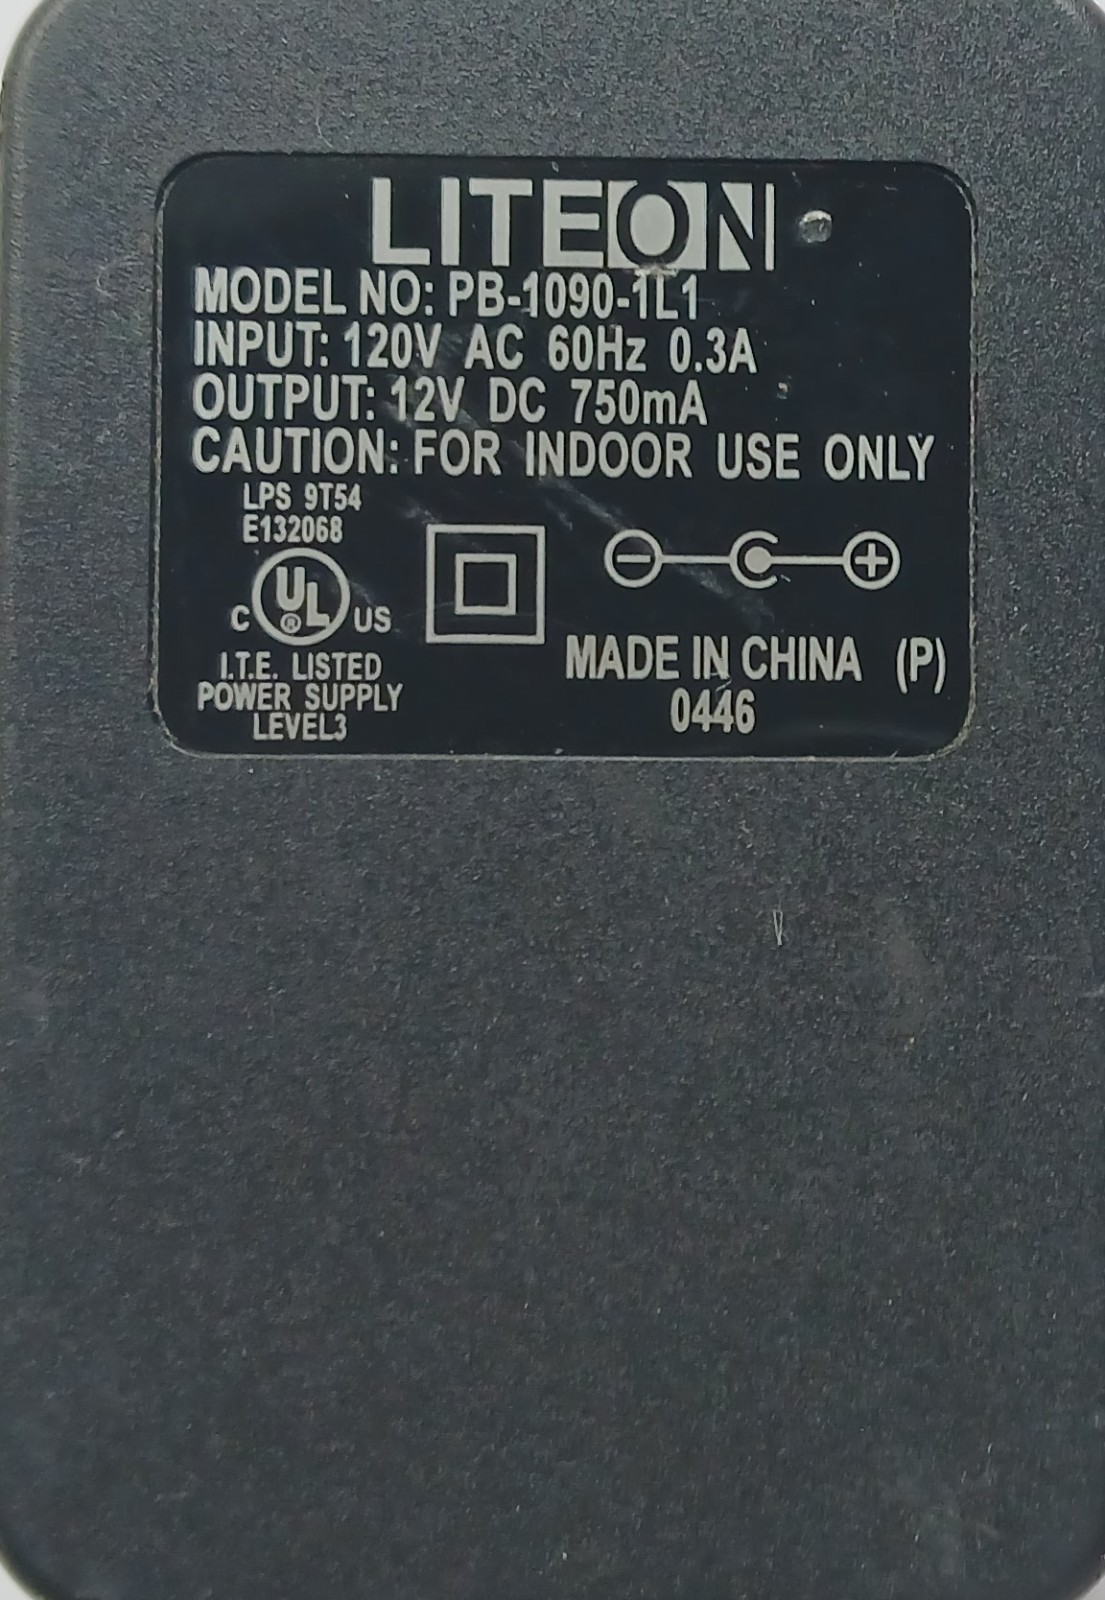 LITEON
MODEL NO: PB-1090-1L1
INPUT: 120V AC 60Hz 0.3A
OUTPUT: 12V DC 750mA
CAUTION: FOR INDOOR USE ONLY
LPS 9T54
E132068
C UL® US
I.T.E. LISTED
POWER SUPPLY
LEVEL3
MADE IN CHINA (P)
0446